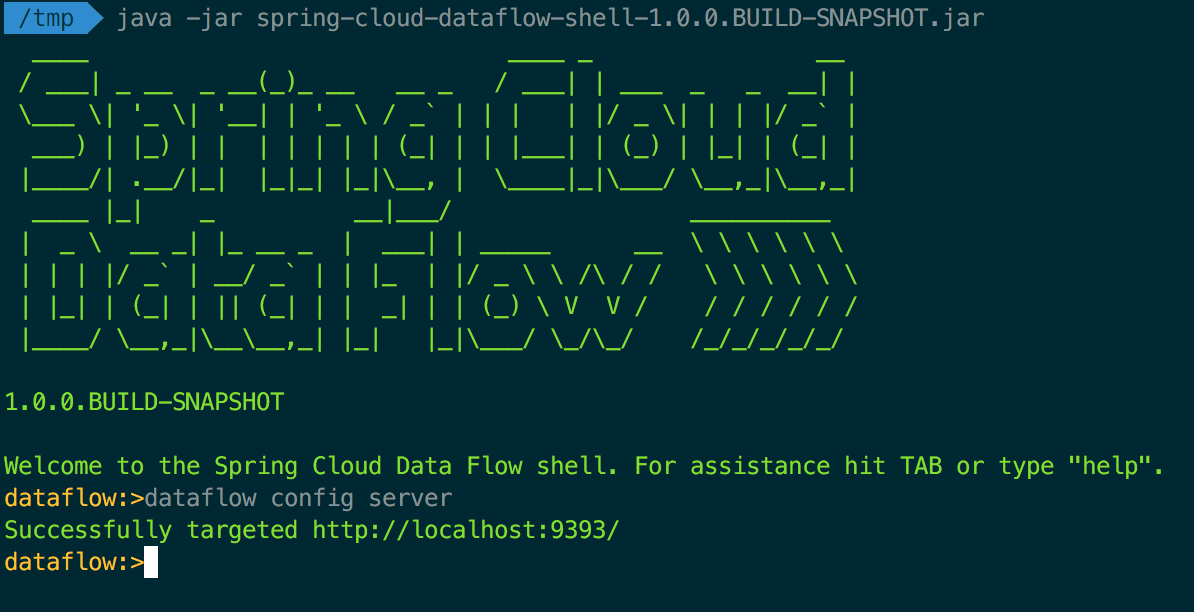 /tmp java -jar spring-cloud-dataflow-shell-1.0.0.BUILD-SNAPSHOT.jar
Spring Cloud
Data Flow
1.0.0.BUILD-SNAPSHOT
Welcome to the Spring Cloud Data Flow shell. For assistance hit TAB or type "help".
dataflow:>dataflow config server
Successfully targeted http://localhost:9393/
dataflow:>